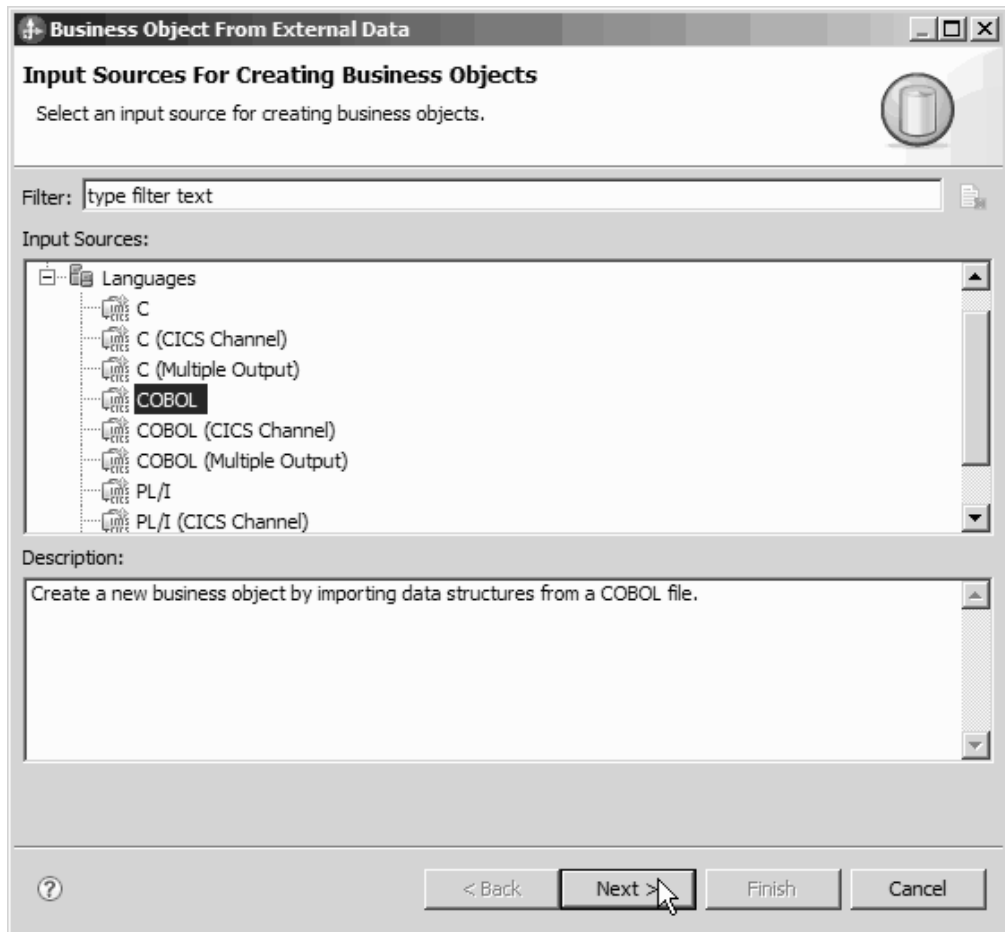 Business Object From External Data
Input Sources For Creating Business Objects
Select an input source for creating business objects.
Filter: type filter text
Input Sources:
Languages
C
C (CICS Channel)
C (Multiple Output)
COBOL
COBOL (CICS Channel)
COBOL (Multiple Output)
PL/I
PL/I (CICS Channel)
Description:
Create a new business object by importing data structures from a COBOL file.
? < Back Next > Finish Cancel